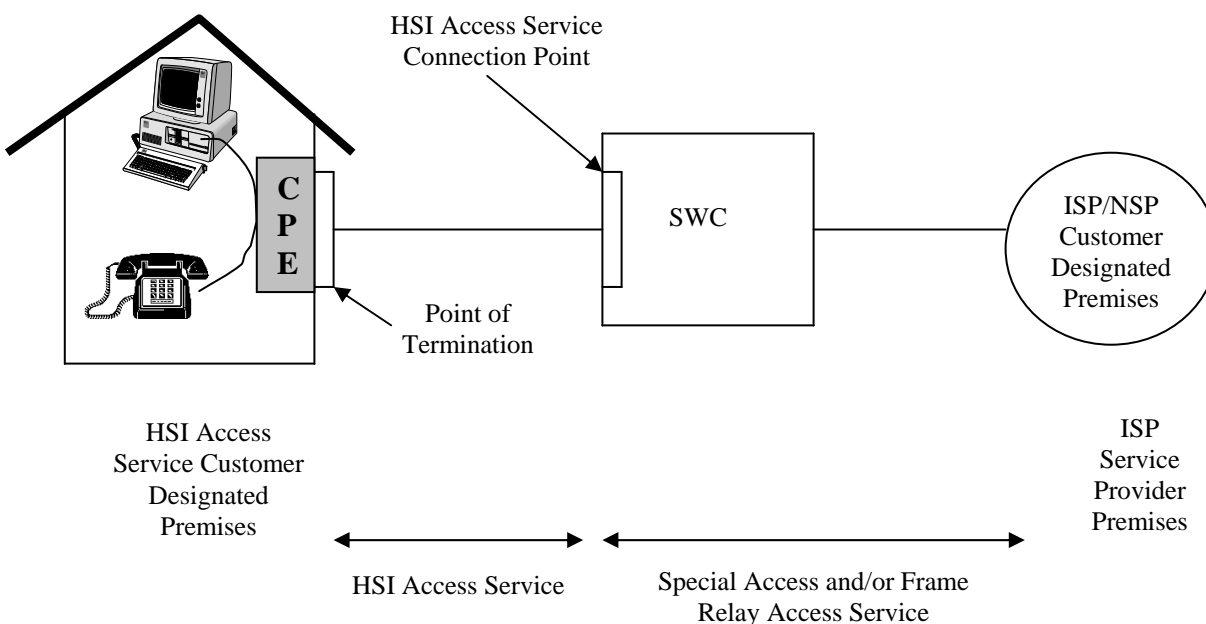 HSI Access Service
Connection Point
C
P
E
SWC
ISP/NSP
Customer
Designated
Premises
Point of
Termination
HSI Access
Service Customer
Designated
Premises
ISP
Service
Provider
Premises
HSI Access Service
Special Access and/or Frame
Relay Access Service